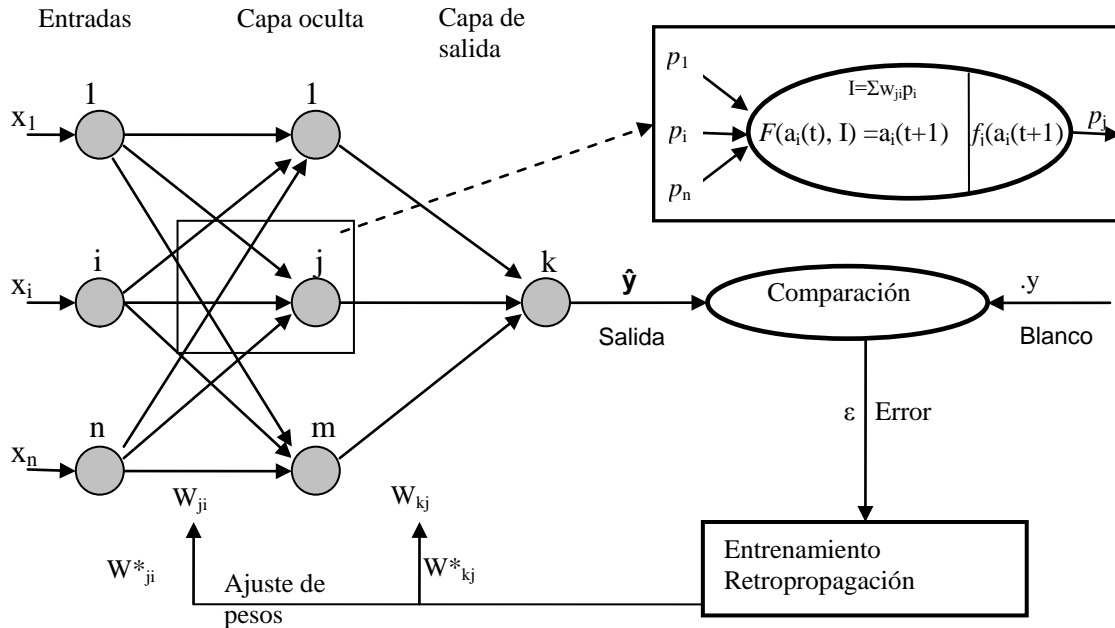 Entradas
Capa oculta
Capa de
salida
1
1
x1
i
j
k
xi
n
m
xn
p1
pi
pn
I=Σwjipi
F(ai(t), I) =ai(t+1)
fi(ai(t+1)
pj
ŷ
Salida
Comparación
.y
Blanco
ε Error
Wji
Wkj
W*ji
W*kj
Ajuste de
pesos
Entrenamiento
Retropropagación